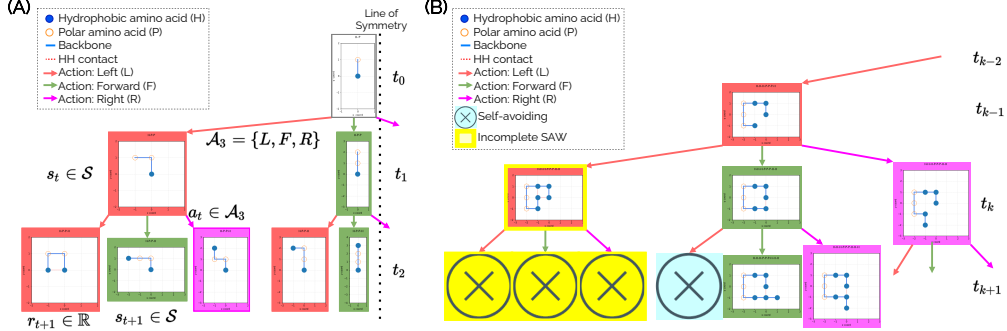 (A)
Hydrophobic amino acid (H)
Polar amino acid (P)
Backbone
HH contact
Action: Left (L)
Action: Forward (F)
Action: Right (R)
Line of
Symmetry
t₀
𝒜₃ = {L, F, R}
sₜ ∈ 𝒮
t₁
aₜ ∈ 𝒜₃
t₂
rₜ₊₁ ∈ ℝ
sₜ₊₁ ∈ 𝒮
(B)
Hydrophobic amino acid (H)
Polar amino acid (P)
Backbone
HH contact
Action: Left (L)
Action: Forward (F)
Action: Right (R)
Self-avoiding
Incomplete SAW
tₖ₋₂
tₖ₋₁
tₖ
tₖ₊₁